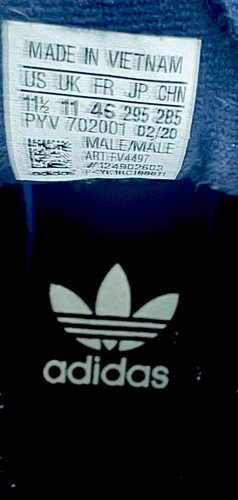 MADE IN VIETNAM
US UK FR JP CHN
11½ 11 46 295 285
PYV 702001 02/20
MALE/MALE
ART FV4497
adidas
adidas